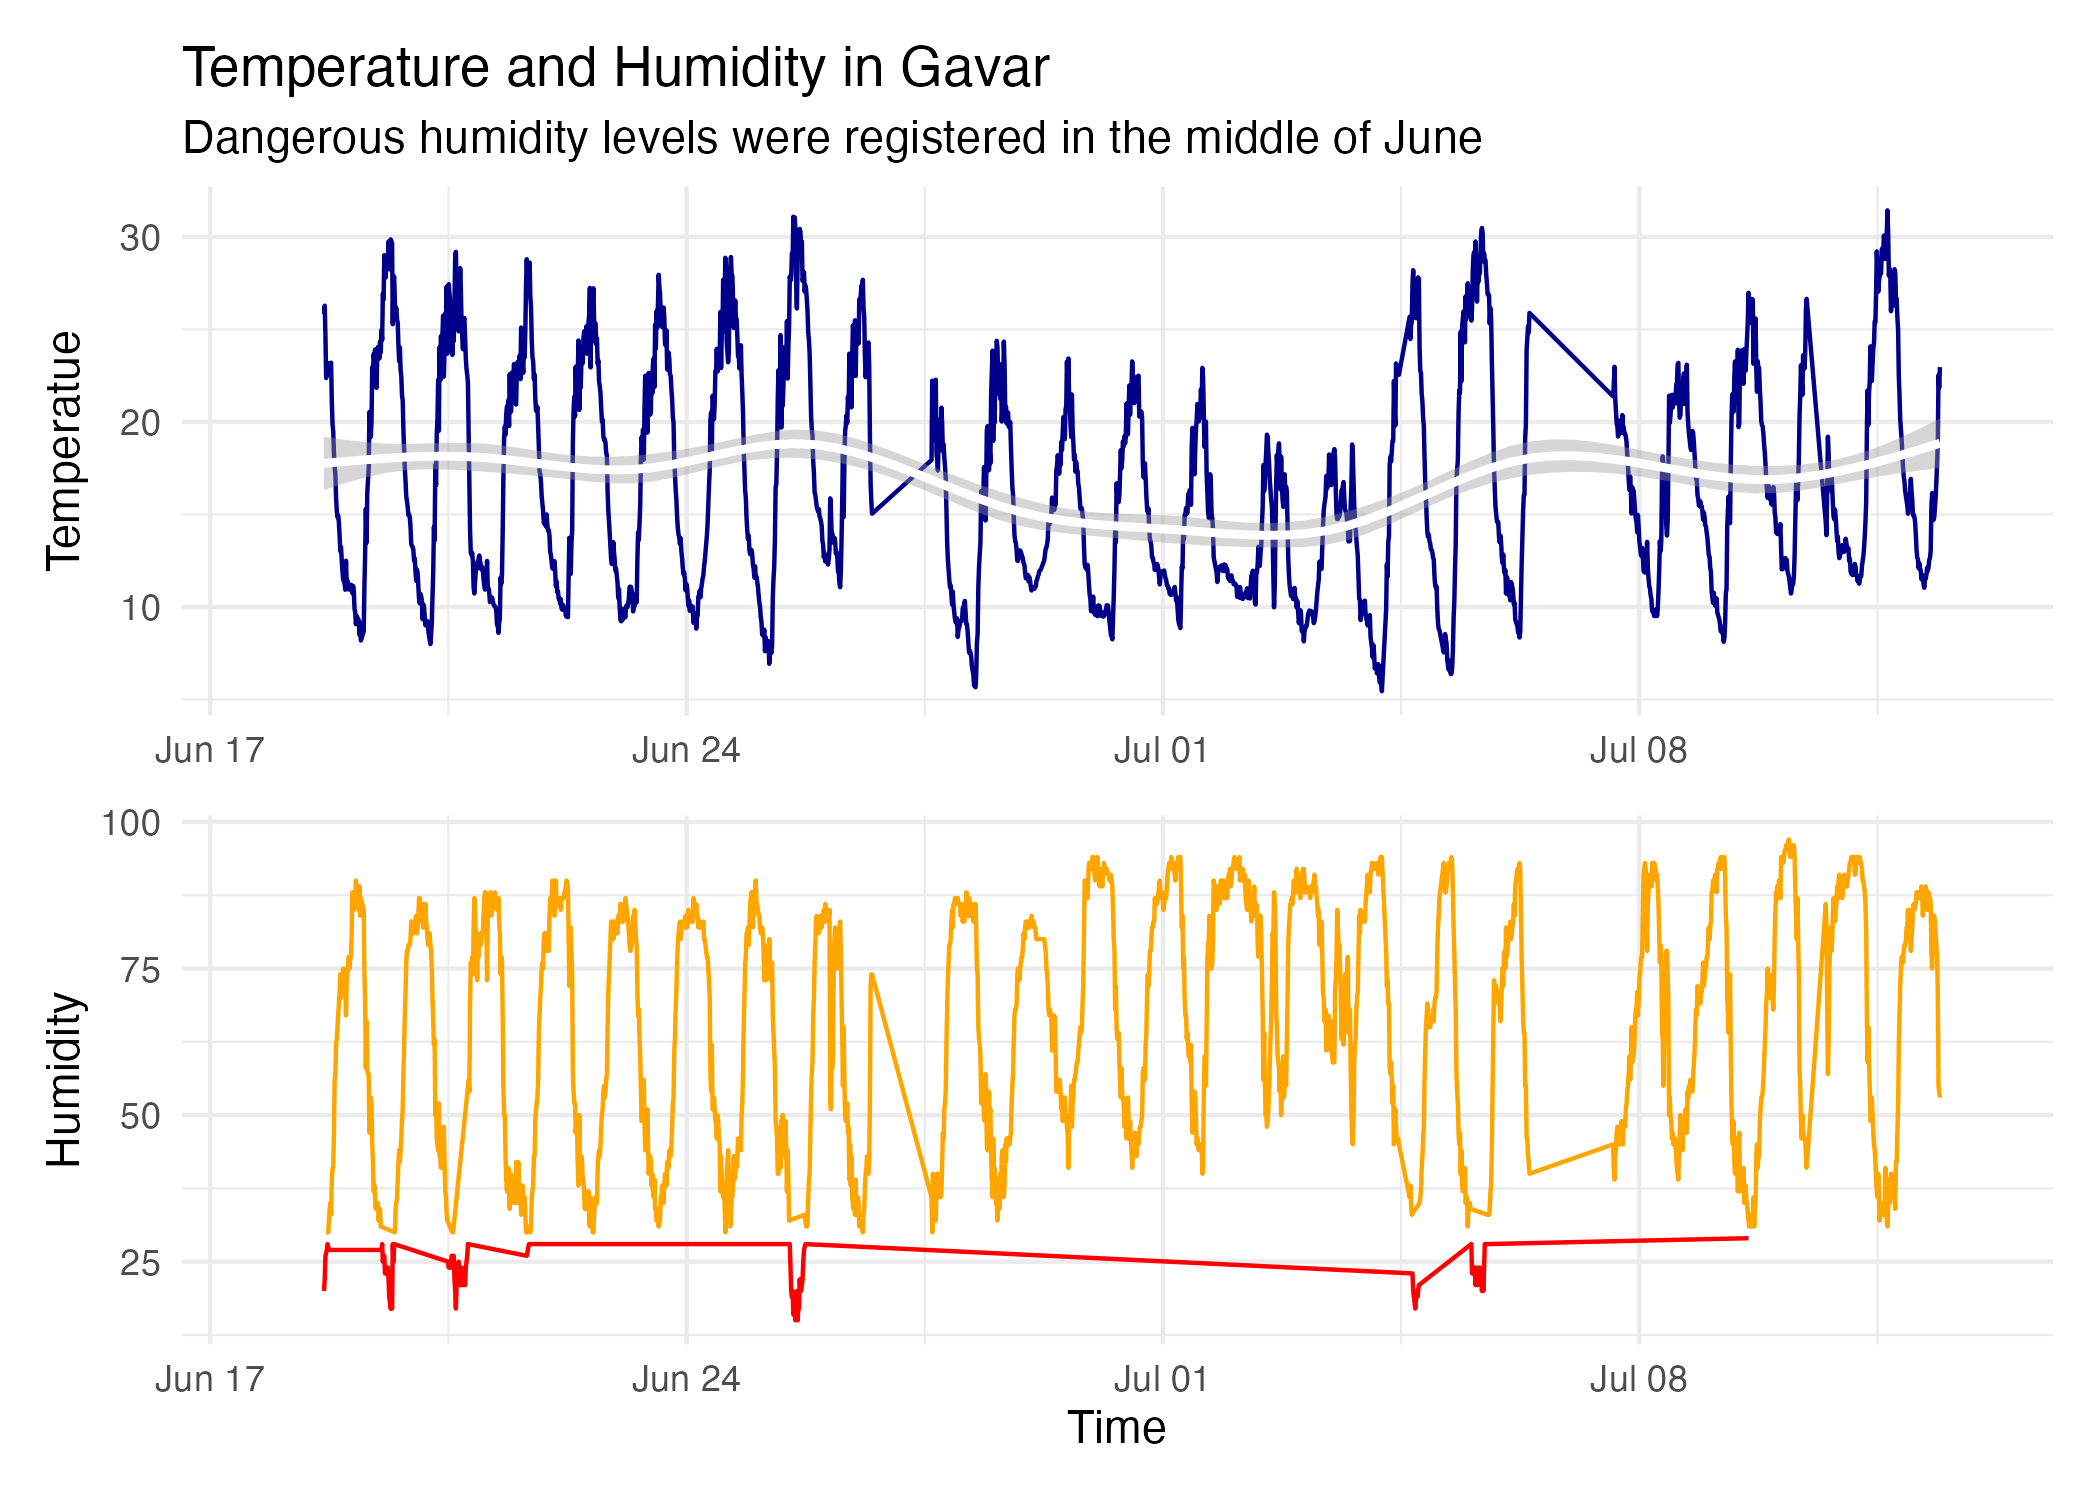 Temperature and Humidity in Gavar
Dangerous humidity levels were registered in the middle of June
Temperatue
30
20
10
Jun 17
Jun 24
Jul 01
Jul 08
Humidity
100
75
50
25
Jun 17
Jun 24
Jul 01
Jul 08
Time